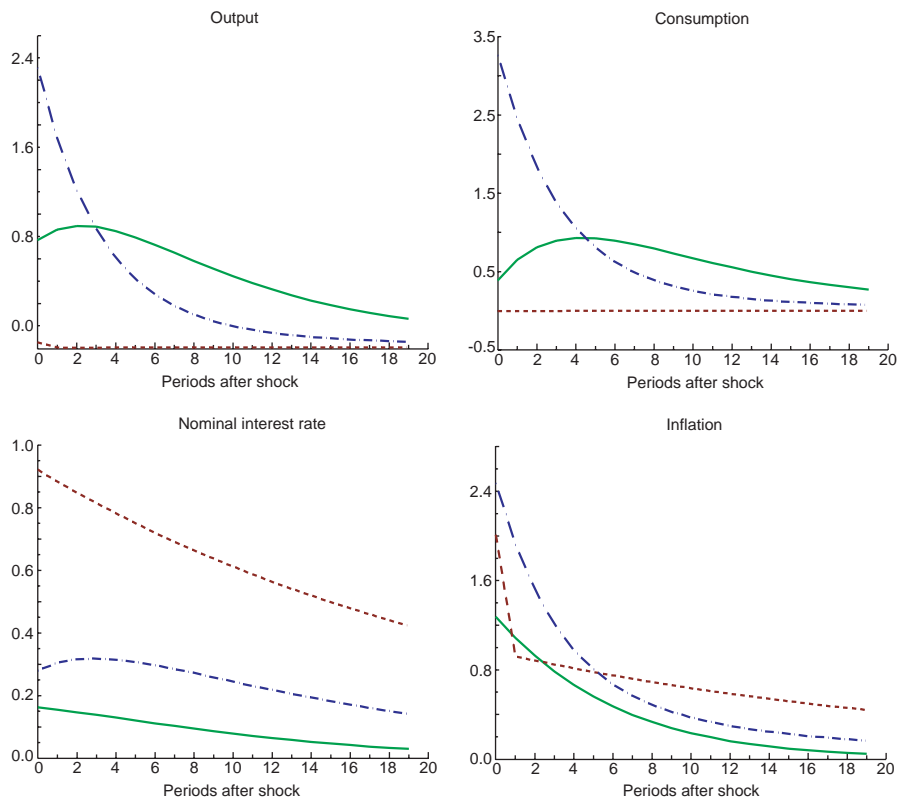 Output
2.4
1.6
0.8
0.0
0 2 4 6 8 10 12 14 16 18 20
Periods after shock
Consumption
3.5
2.5
1.5
0.5
-0.5
0 2 4 6 8 10 12 14 16 18 20
Periods after shock
Nominal interest rate
1.0
0.8
0.6
0.4
0.2
0.0
0 2 4 6 8 10 12 14 16 18 20
Periods after shock
Inflation
2.4
1.6
0.8
0.0
0 2 4 6 8 10 12 14 16 18 20
Periods after shock